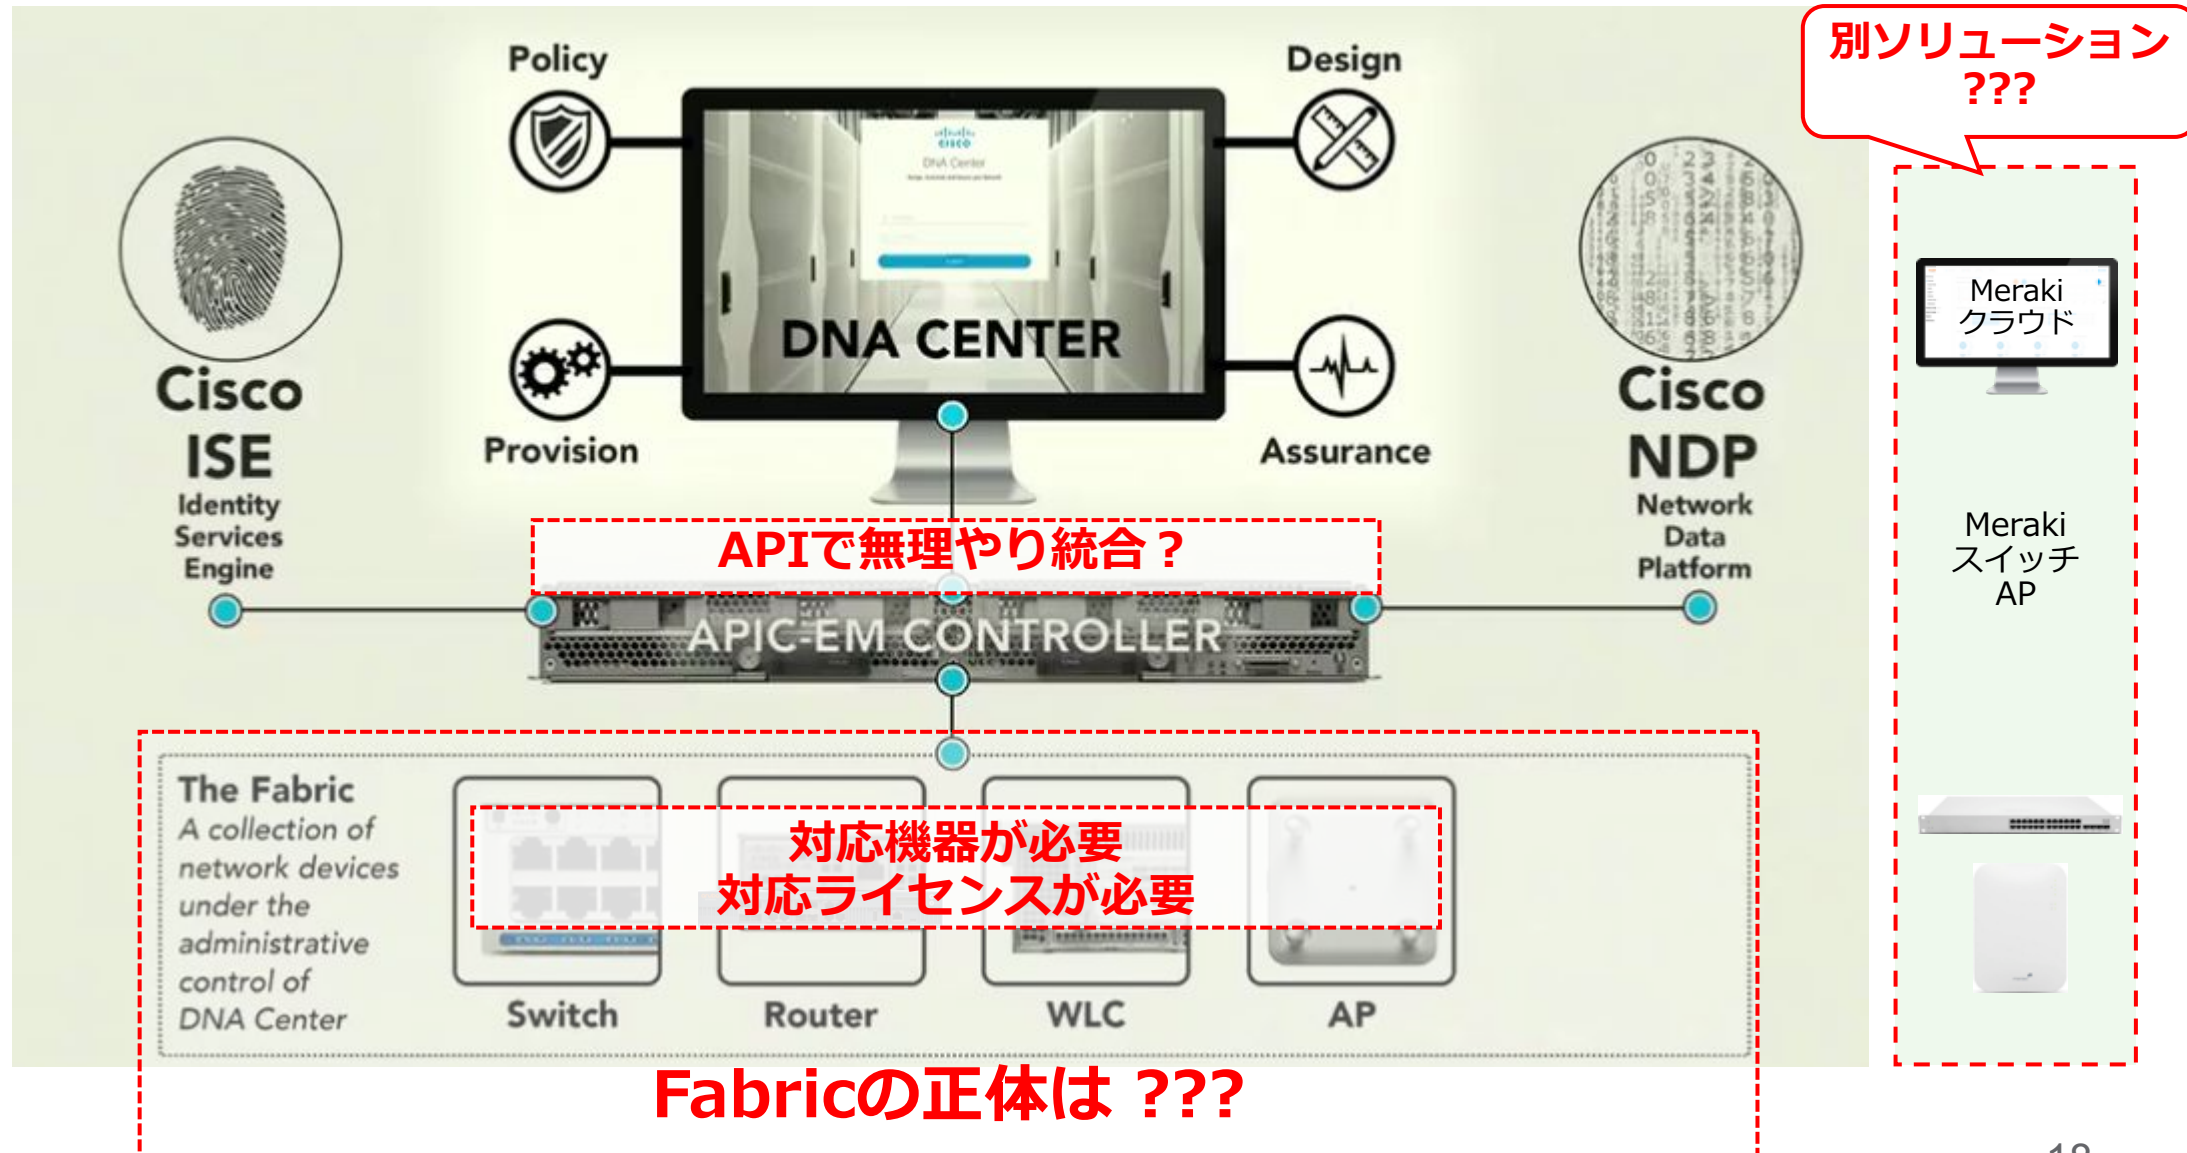 別ソリューション
???
Policy
Design
CISCO
DNA Center
DNA CENTER
Provision
Assurance
Cisco
ISE
Identity
Services
Engine
Cisco
NDP
Network
Data
Platform
Meraki
クラウド
Meraki
スイッチ
AP
APIで無理やり統合？
APIC-EM CONTROLLER
The Fabric
A collection of
network devices
under the
administrative
control of
DNA Center
対応機器が必要
対応ライセンスが必要
Switch
Router
WLC
AP
Fabricの正体は ???